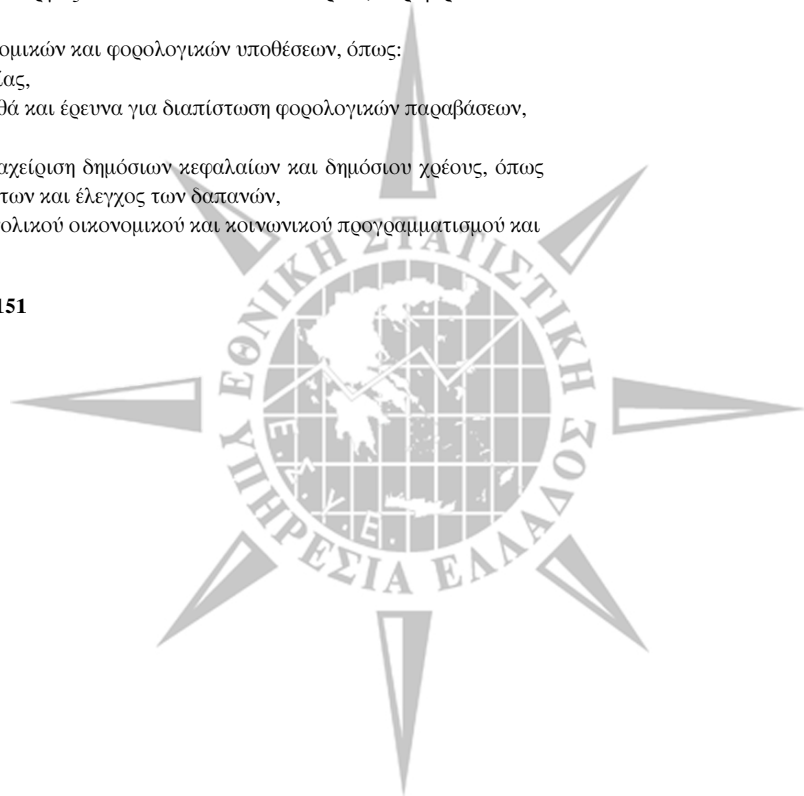 ομικών και φορολογικών υποθέσεων, όπως:
ίας,
θά και έρευνα για διαπίστωση φορολογικών παραβάσεων,
αχείριση δημόσιων κεφαλαίων και δημόσιου χρέους, όπως
των και έλεγχος των δαπανών,
ολικού οικονομικού και κοινωνικού προγραμματισμού και
151
ΕΘΝΙΚΗ ΣΤΑΤΙΣΤΙΚΗ
ΥΠΗΡΕΣΙΑ ΕΛΛΑΔΟΣ
Ε.Σ.Υ.Ε.